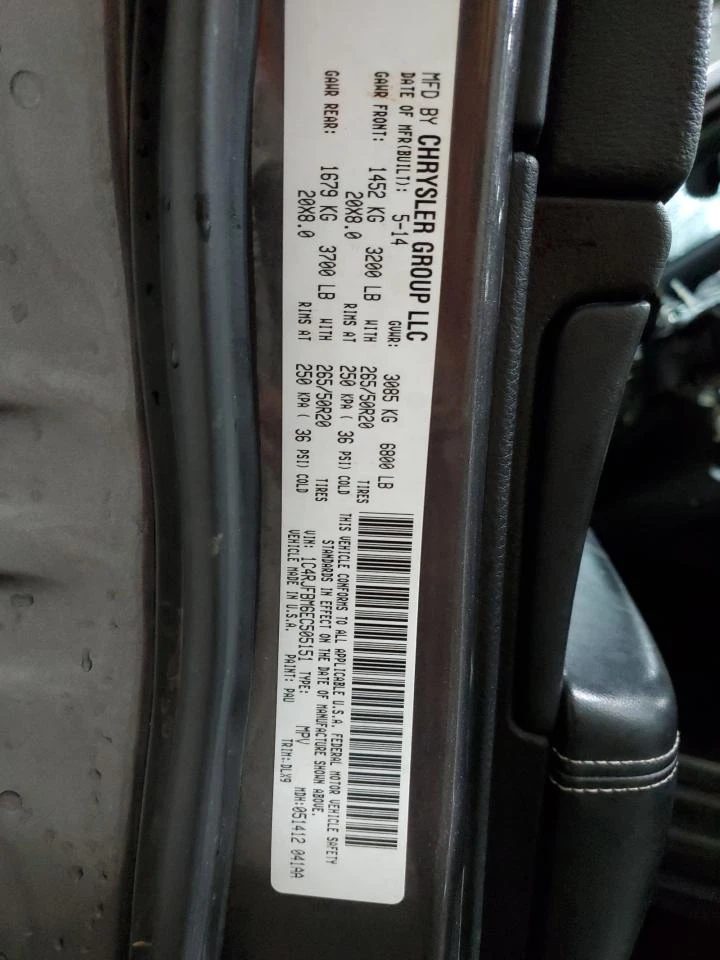 MFD BY CHRYSLER GROUP LLC
DATE OF MFR(BUILT): 5-14 GVWR: 3085 KG 6800 LB
GAWR FRONT: 1452 KG 3200 LB WITH 265/50R20 TIRES
20X8.0 RIMS AT 250 KPA ( 36 PSI) COLD
GAWR REAR: 1679 KG 3700 LB WITH 265/50R20 TIRES
20X8.0 RIMS AT 250 KPA ( 36 PSI) COLD
THIS VEHICLE CONFORMS TO ALL APPLICABLE U.S.A. FEDERAL MOTOR VEHICLE SAFETY
STANDARDS IN EFFECT ON THE DATE OF MANUFACTURE SHOWN ABOVE.
VIN: 1C4RJFBM6EC505151 TYPE: MPV MDH:051412 041AA
VEHICLE MADE IN U.S.A. PAINT: PAU TRIM:DLX9